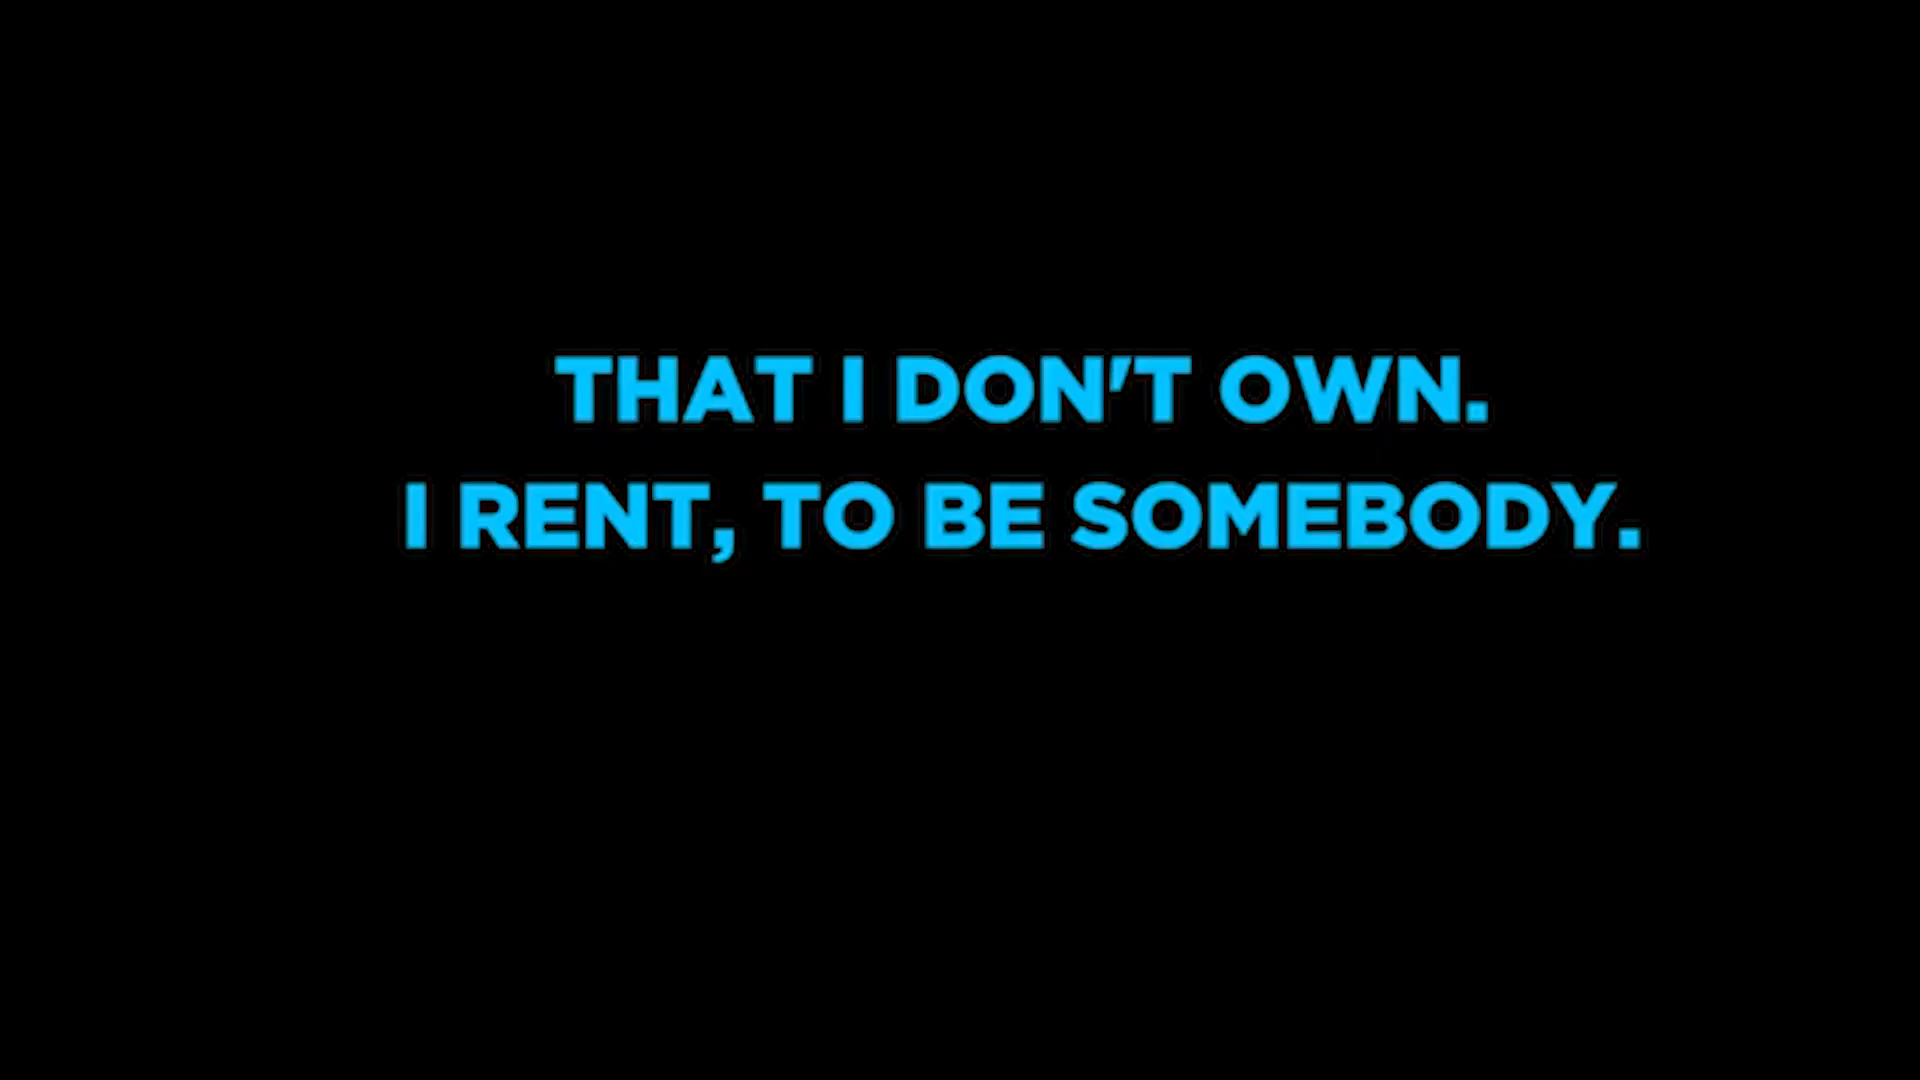 THAT I DON'T OWN.
I RENT, TO BE SOMEBODY.